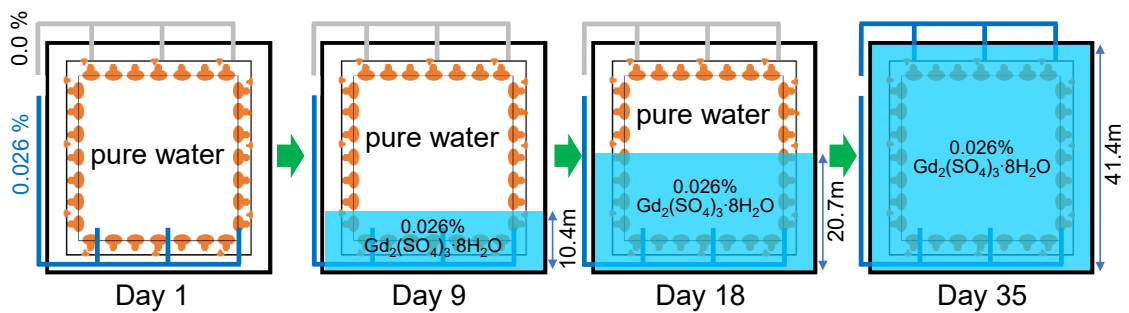 0.0 %
0.026 %
pure water
Day 1
pure water
0.026%
Gd₂(SO₄)₃·8H₂O
10.4m
Day 9
pure water
0.026%
Gd₂(SO₄)₃·8H₂O
20.7m
Day 18
0.026%
Gd₂(SO₄)₃·8H₂O
41.4m
Day 35